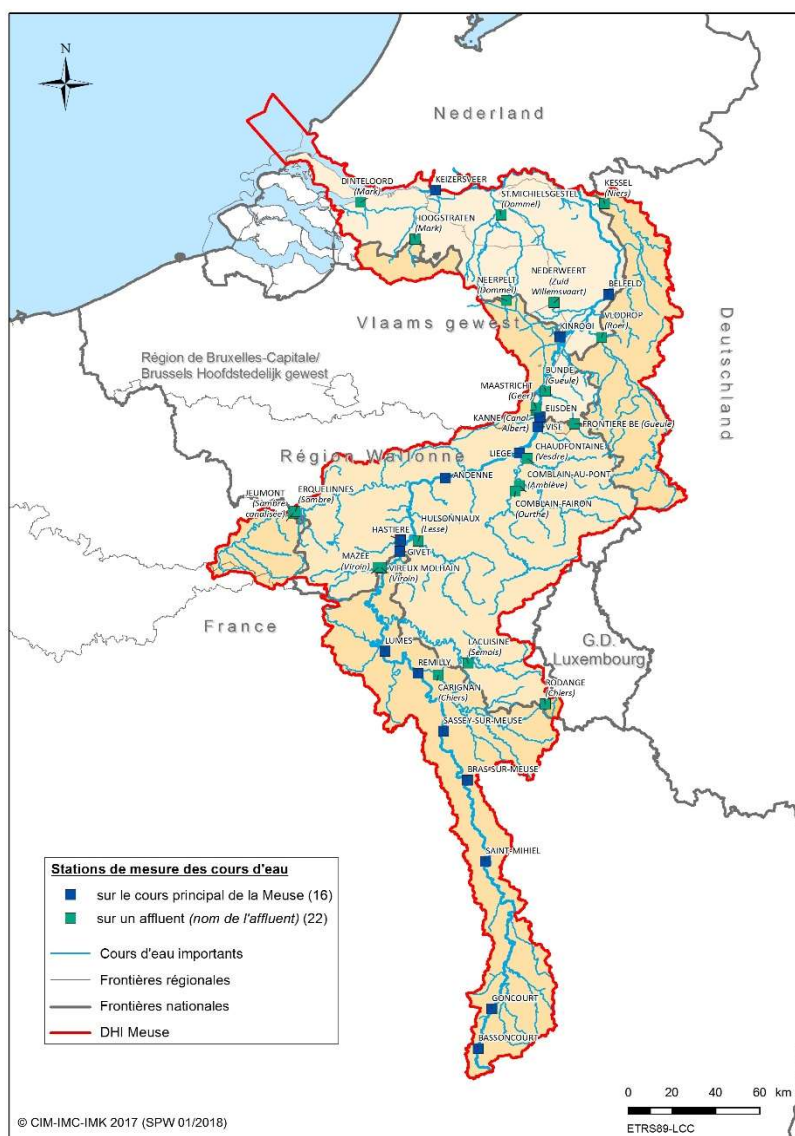 N
Nederland
DINTELOORD
(Mark)
KEIZERSVEER
ST.MICHIELSGESTEL
(Dommel)
KESSEL
(Niers)
HOOGSTRATEN
(Mark)
NEERPELT
(Dommel)
NEDERWEERT
(Zuid
Willemsvaart)
BELFELD
Vlaams gewest
VLODROP
(Roer)
KINROOI
Deutschland
Région de Bruxelles-Capitale/
Brussels Hoofdstedelijk gewest
BUNDE
(Gueule)
MAASTRICHT
(Geer)
EIJSDEN
KANNE (Canal
Albert)
VISE
FRONTIERE BE (Gueule)
Région Wallonne
LIEGE
CHAUDFONTAINE
(Vesdre)
ANDENNE
COMBLAIN-AU-PONT
(Amblève)
COMBLAIN-FAIRON
(Ourthe)
JEUMONT
(Sambre
canalisée)
ERQUELINNES
(Sambre)
HASTIERE
HULSONNIAUX
(Lesse)
GIVET
MAZEE
(Viroin)
VIREUX MOLHAIN
(Viroin)
France
G.D.
Luxembourg
LUMES
LACUISINE
(Semois)
REMILLY
CARIGNAN
(Chiers)
RODANGE
(Chiers)
SASSEY-SUR-MEUSE
BRAS-SUR-MEUSE
SAINT-MIHIEL
GONCOURT
BASSONCOURT
Stations de mesure des cours d'eau
sur le cours principal de la Meuse (16)
sur un affluent (nom de l'affluent) (22)
Cours d'eau importants
Frontières régionales
Frontières nationales
DHI Meuse
© CIM-IMC-IMK 2017 (SPW 01/2018)
0 20 40 60 km
ETRS89-LCC